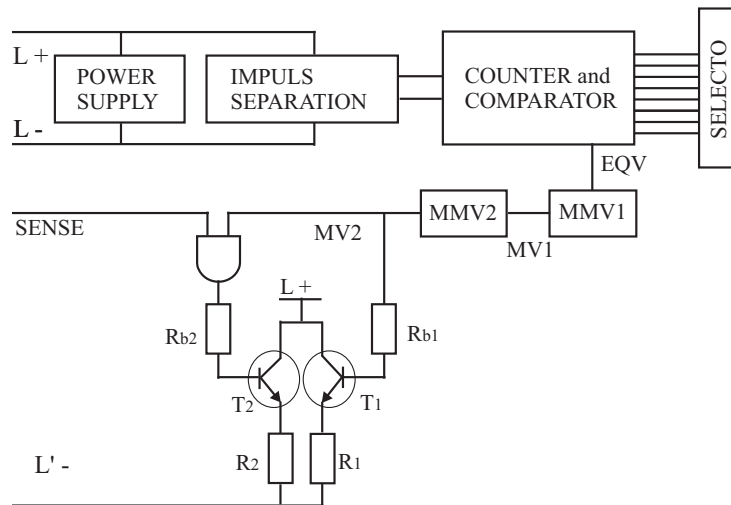 L +
POWER
SUPPLY
IMPULS
SEPARATION
COUNTER and
COMPARATOR
SELECTO
L -
EQV
SENSE
MV2
MMV2
MV1
MMV1
L +
Rb2
Rb1
T2
T1
R2
R1
L' -